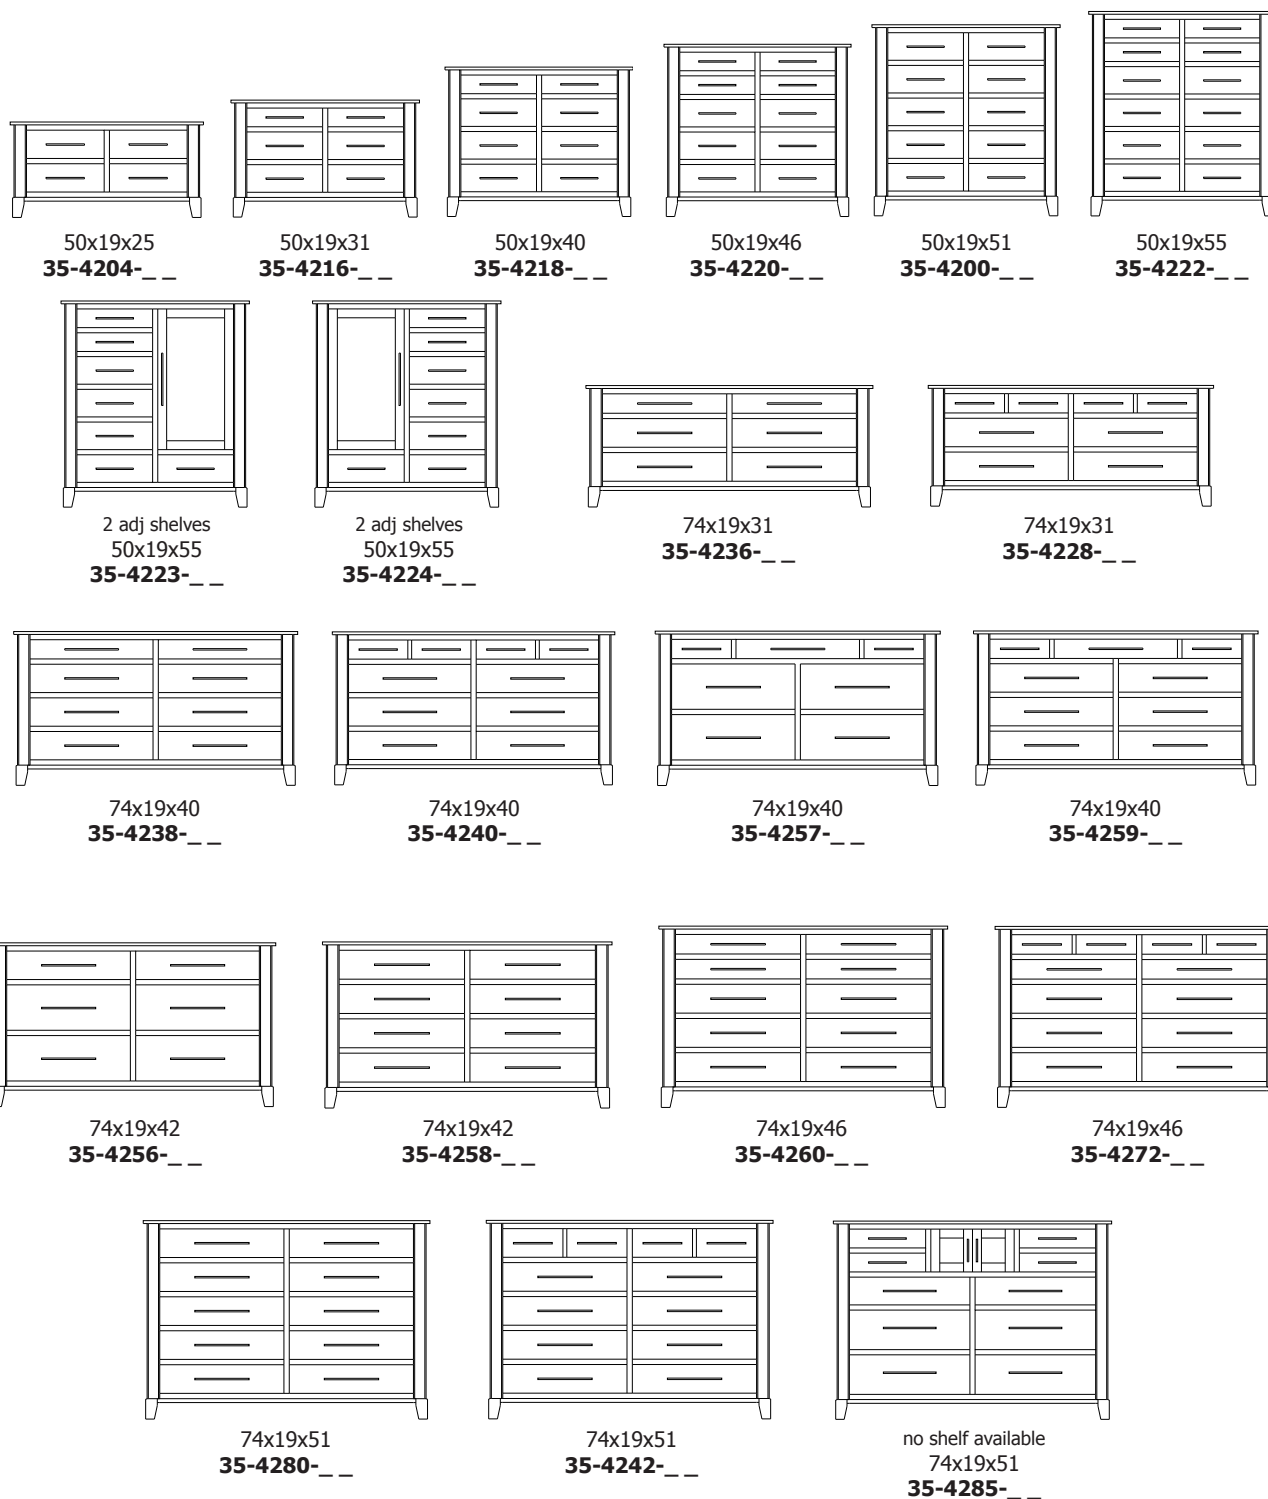 50x19x25
35-4204-_ _
50x19x31
35-4216-_ _
50x19x40
35-4218-_ _
50x19x46
35-4220-_ _
50x19x51
35-4200-_ _
50x19x55
35-4222-_ _
2 adj shelves
50x19x55
35-4223-_ _
2 adj shelves
50x19x55
35-4224-_ _
74x19x31
35-4236-_ _
74x19x31
35-4228-_ _
74x19x40
35-4238-_ _
74x19x40
35-4240-_ _
74x19x40
35-4257-_ _
74x19x40
35-4259-_ _
74x19x42
35-4256-_ _
74x19x42
35-4258-_ _
74x19x46
35-4260-_ _
74x19x46
35-4272-_ _
74x19x51
35-4280-_ _
74x19x51
35-4242-_ _
no shelf available
74x19x51
35-4285-_ _